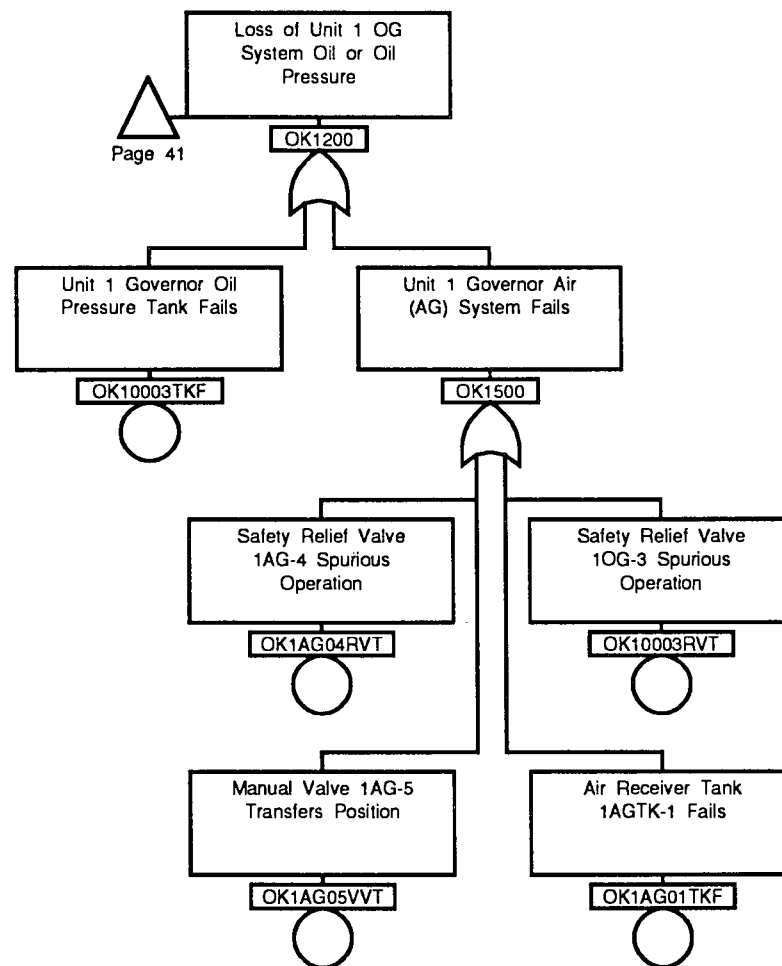 Loss of Unit 1 OG
System Oil or Oil
Pressure
Page 41
OK1200
Unit 1 Governor Oil
Pressure Tank Fails
Unit 1 Governor Air
(AG) System Fails
OK10003TKF
OK1500
Safety Relief Valve
1AG-4 Spurious
Operation
Safety Relief Valve
1OG-3 Spurious
Operation
OK1AG04RVT
OK10003RVT
Manual Valve 1AG-5
Transfers Position
Air Receiver Tank
1AGTK-1 Fails
OK1AG05VVT
OK1AG01TKF